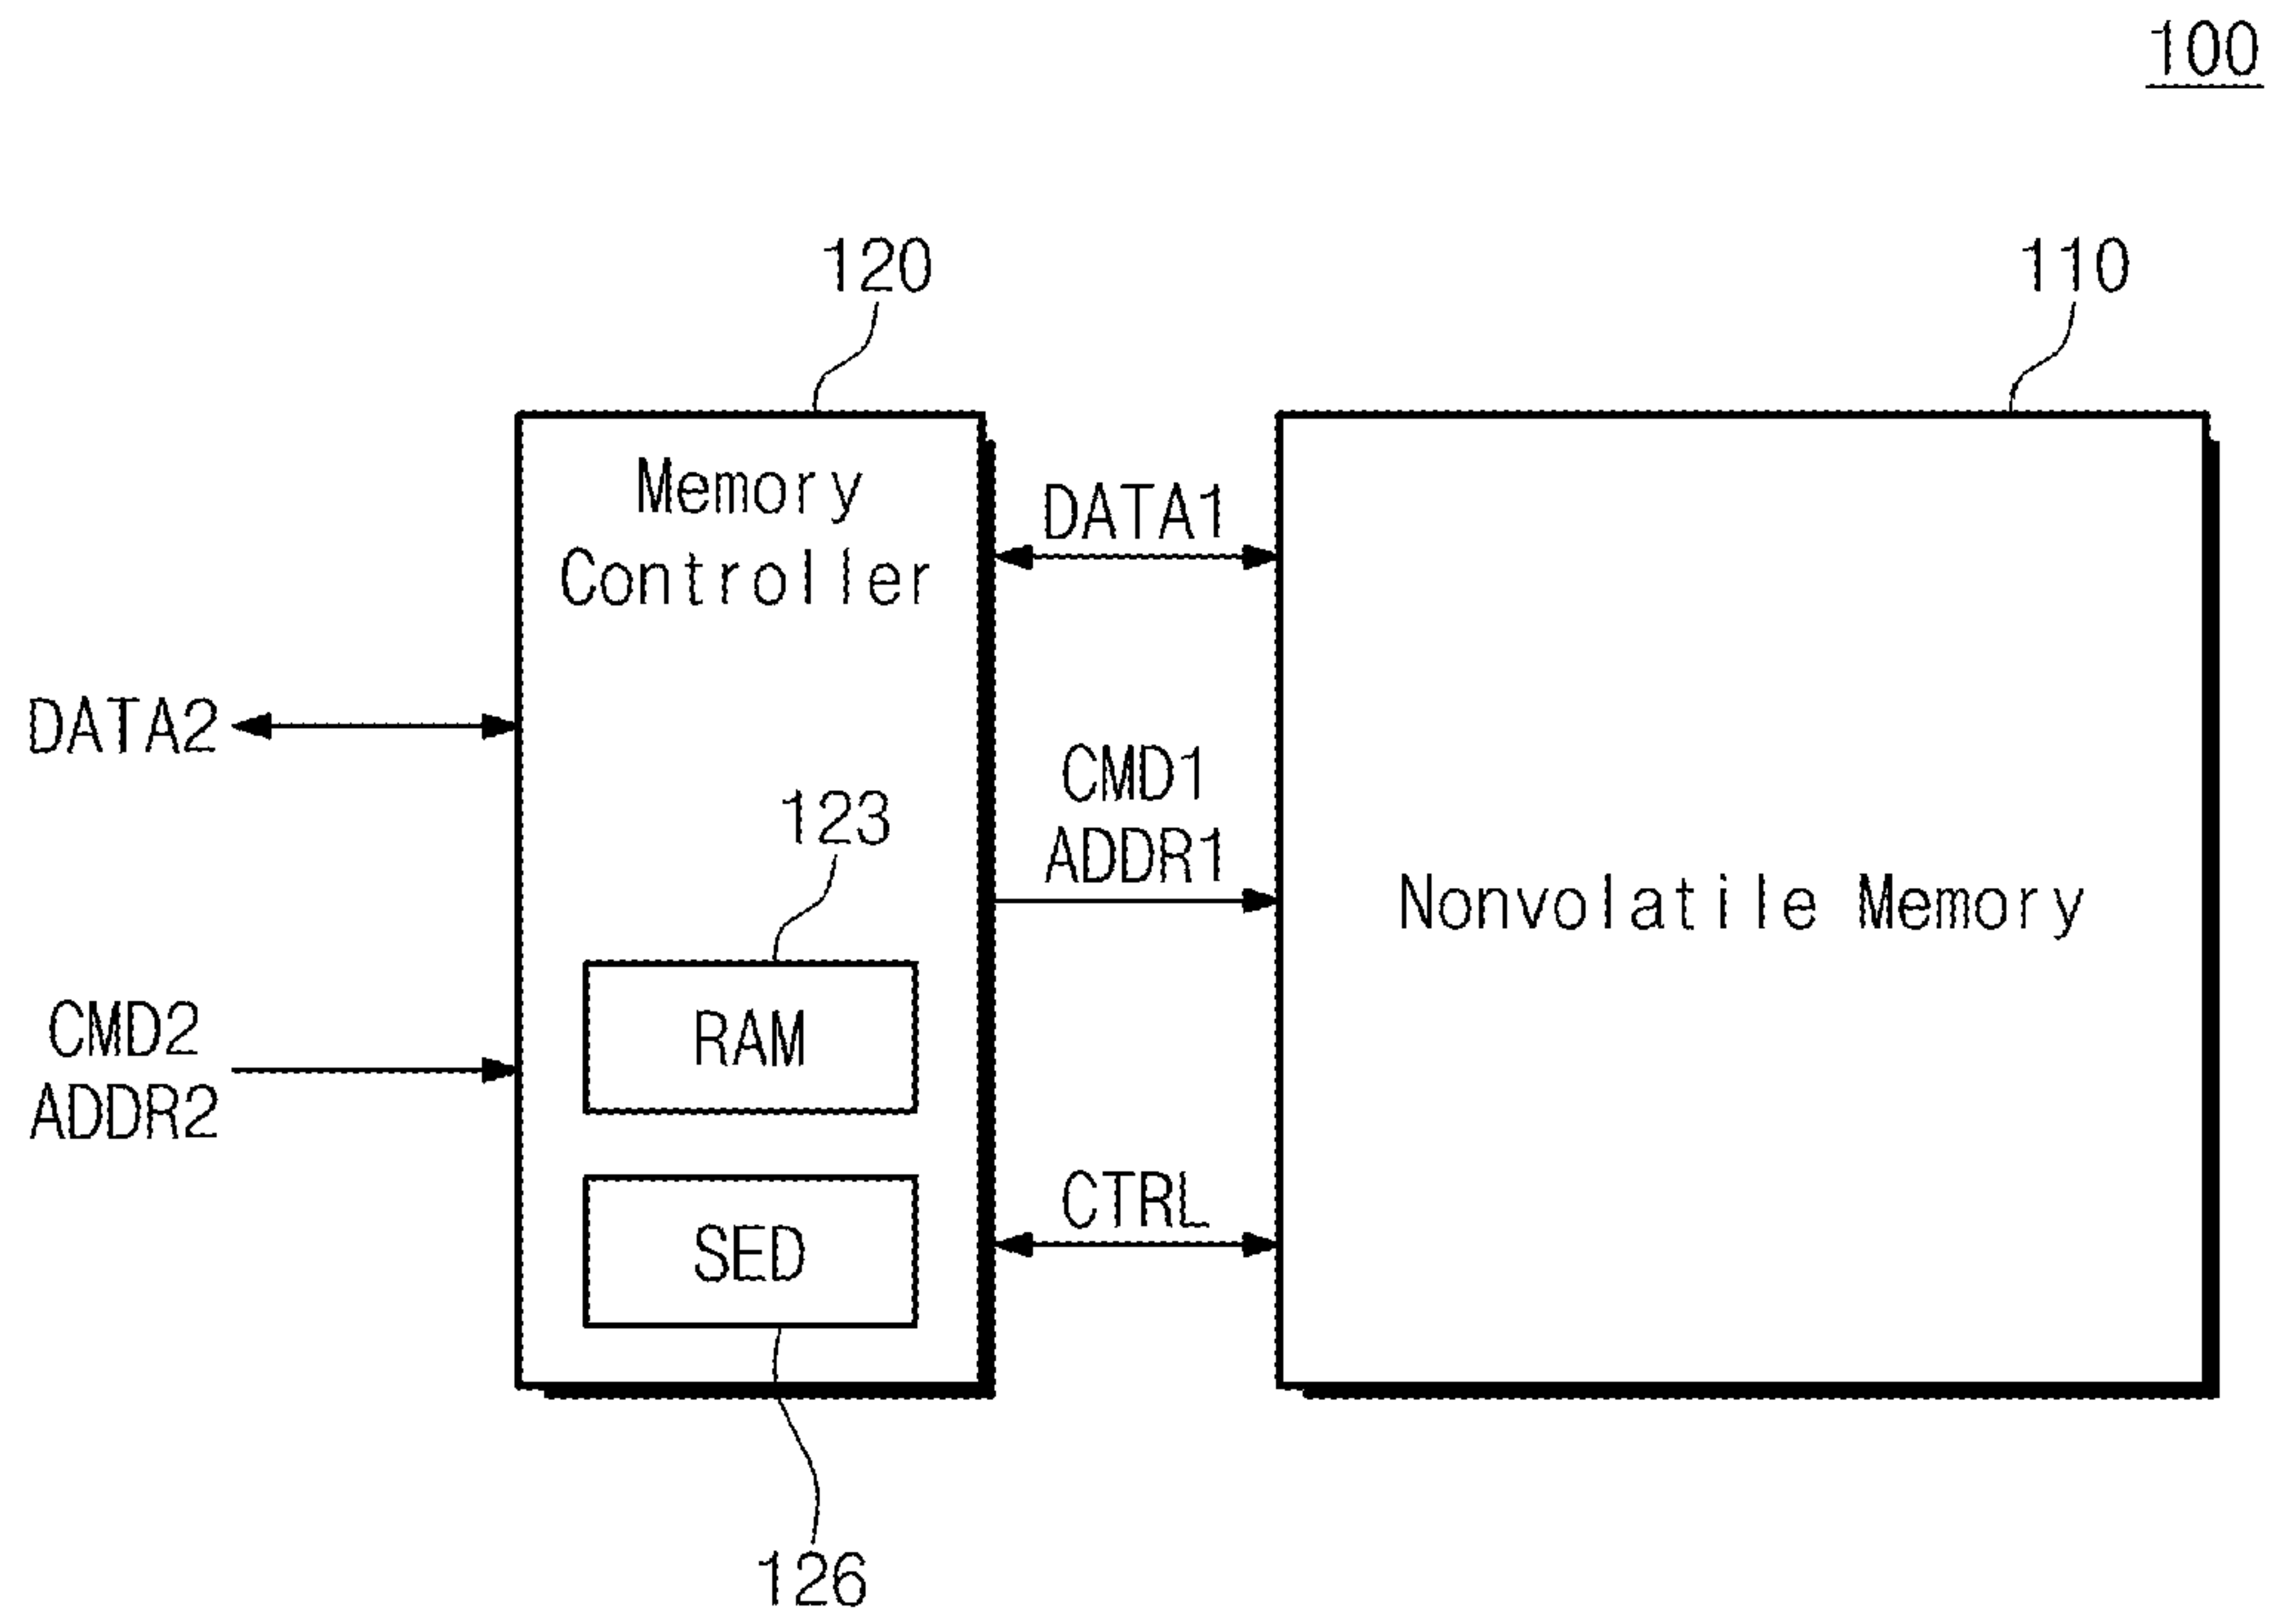 100
120
110
Memory
Controller
DATA1
DATA2
CMD1
ADDR1
123
Nonvolatile Memory
RAM
CMD2
ADDR2
CTRL
SED
126